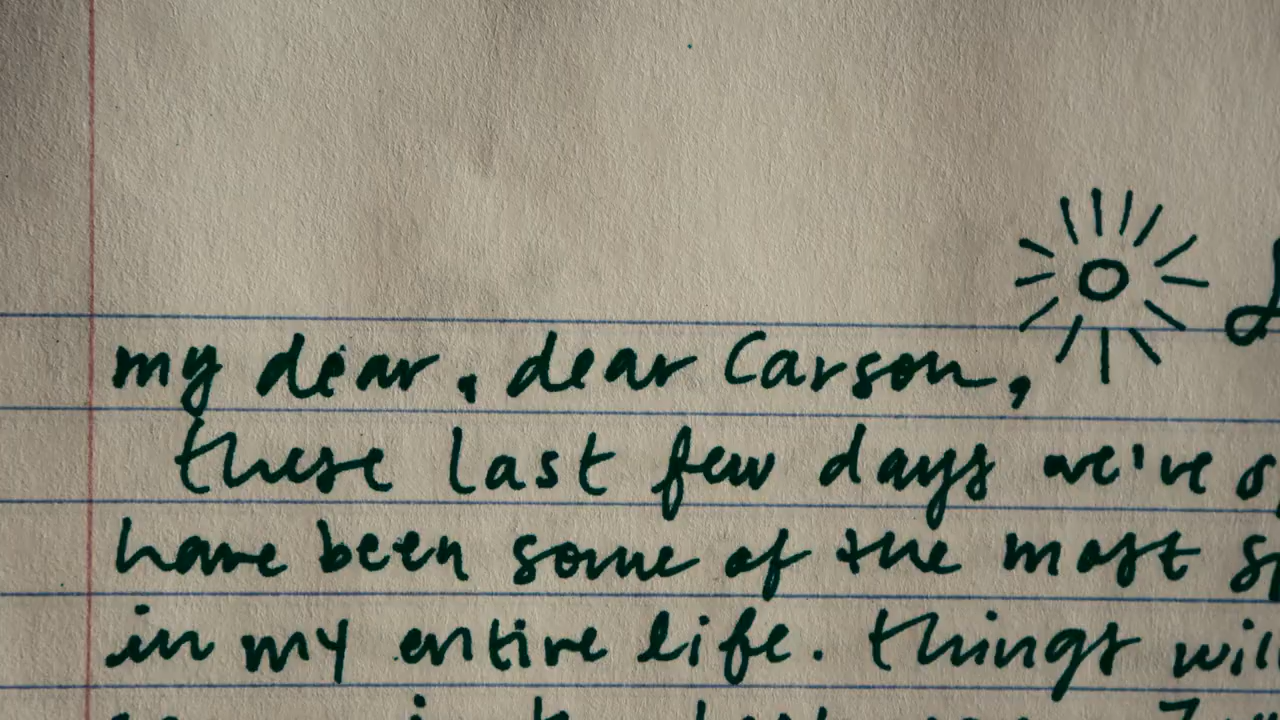 my dear, dear Carson,
these last few days we've
have been some of the most
in my entire life. things